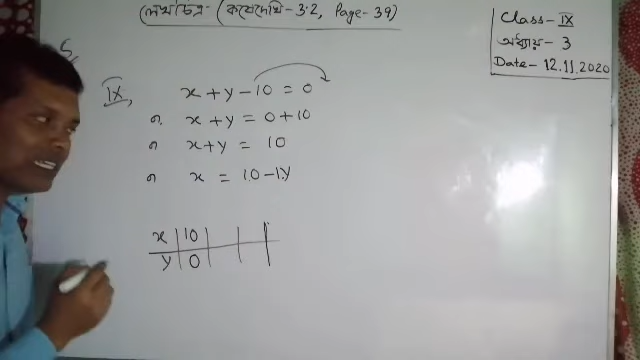 লেখচিত্র:- (কষেদেখি-3.2, Page-39)
Class-IX
অধ্যায়-3
Date-12.11.2020
5.
IX, x+y-10 = 0
বা x+y = 0+10
বা x+y = 10
বা x = 10-1y
x 10
y 0